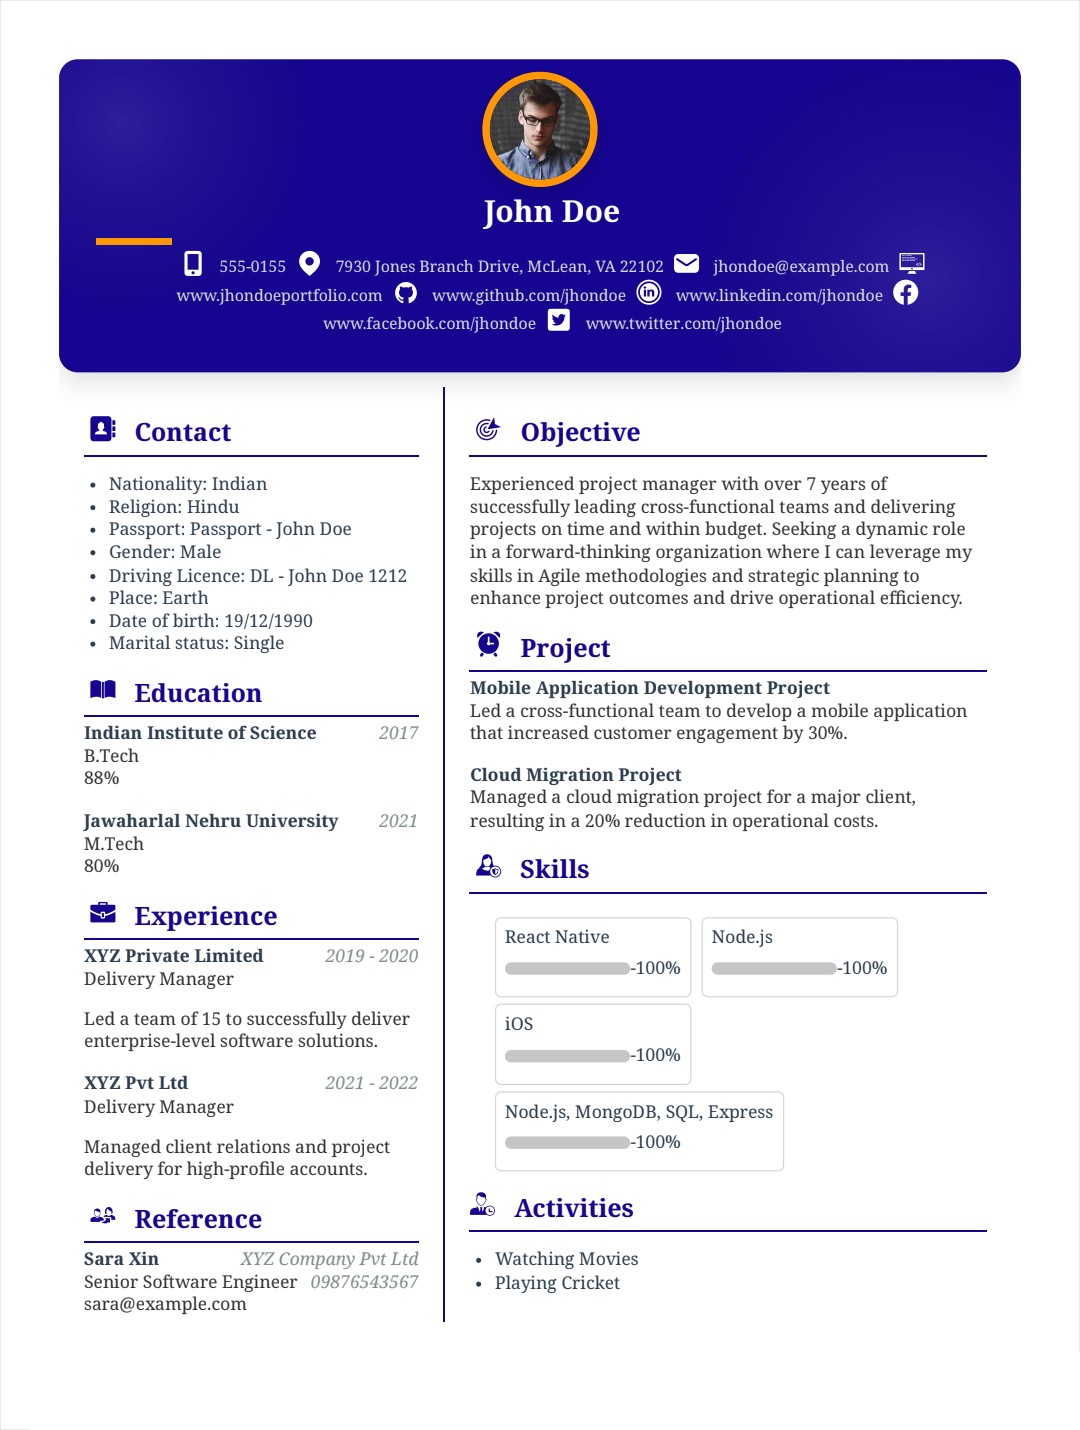 John Doe
555-0155 7930 Jones Branch Drive, McLean, VA 22102 jhondoe@example.com
www.jhondoeportfolio.com www.github.com/jhondoe www.linkedin.com/jhondoe
www.facebook.com/jhondoe www.twitter.com/jhondoe
Contact
• Nationality: Indian
• Religion: Hindu
• Passport: Passport - John Doe
• Gender: Male
• Driving Licence: DL - John Doe 1212
• Place: Earth
• Date of birth: 19/12/1990
• Marital status: Single
Education
Indian Institute of Science 2017
B.Tech
88%
Jawaharlal Nehru University 2021
M.Tech
80%
Experience
XYZ Private Limited 2019 - 2020
Delivery Manager
Led a team of 15 to successfully deliver
enterprise-level software solutions.
XYZ Pvt Ltd 2021 - 2022
Delivery Manager
Managed client relations and project
delivery for high-profile accounts.
Reference
Sara Xin XYZ Company Pvt Ltd
Senior Software Engineer 09876543567
sara@example.com
Objective
Experienced project manager with over 7 years of
successfully leading cross-functional teams and delivering
projects on time and within budget. Seeking a dynamic role
in a forward-thinking organization where I can leverage my
skills in Agile methodologies and strategic planning to
enhance project outcomes and drive operational efficiency.
Project
Mobile Application Development Project
Led a cross-functional team to develop a mobile application
that increased customer engagement by 30%.
Cloud Migration Project
Managed a cloud migration project for a major client,
resulting in a 20% reduction in operational costs.
Skills
React Native
-100%
Node.js
-100%
iOS
-100%
Node.js, MongoDB, SQL, Express
-100%
Activities
• Watching Movies
• Playing Cricket